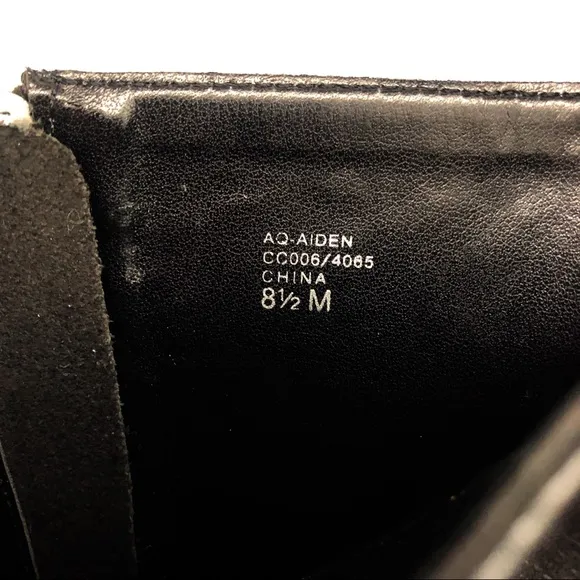 AQ-AIDEN
CC006/4065
CHINA
8½ M